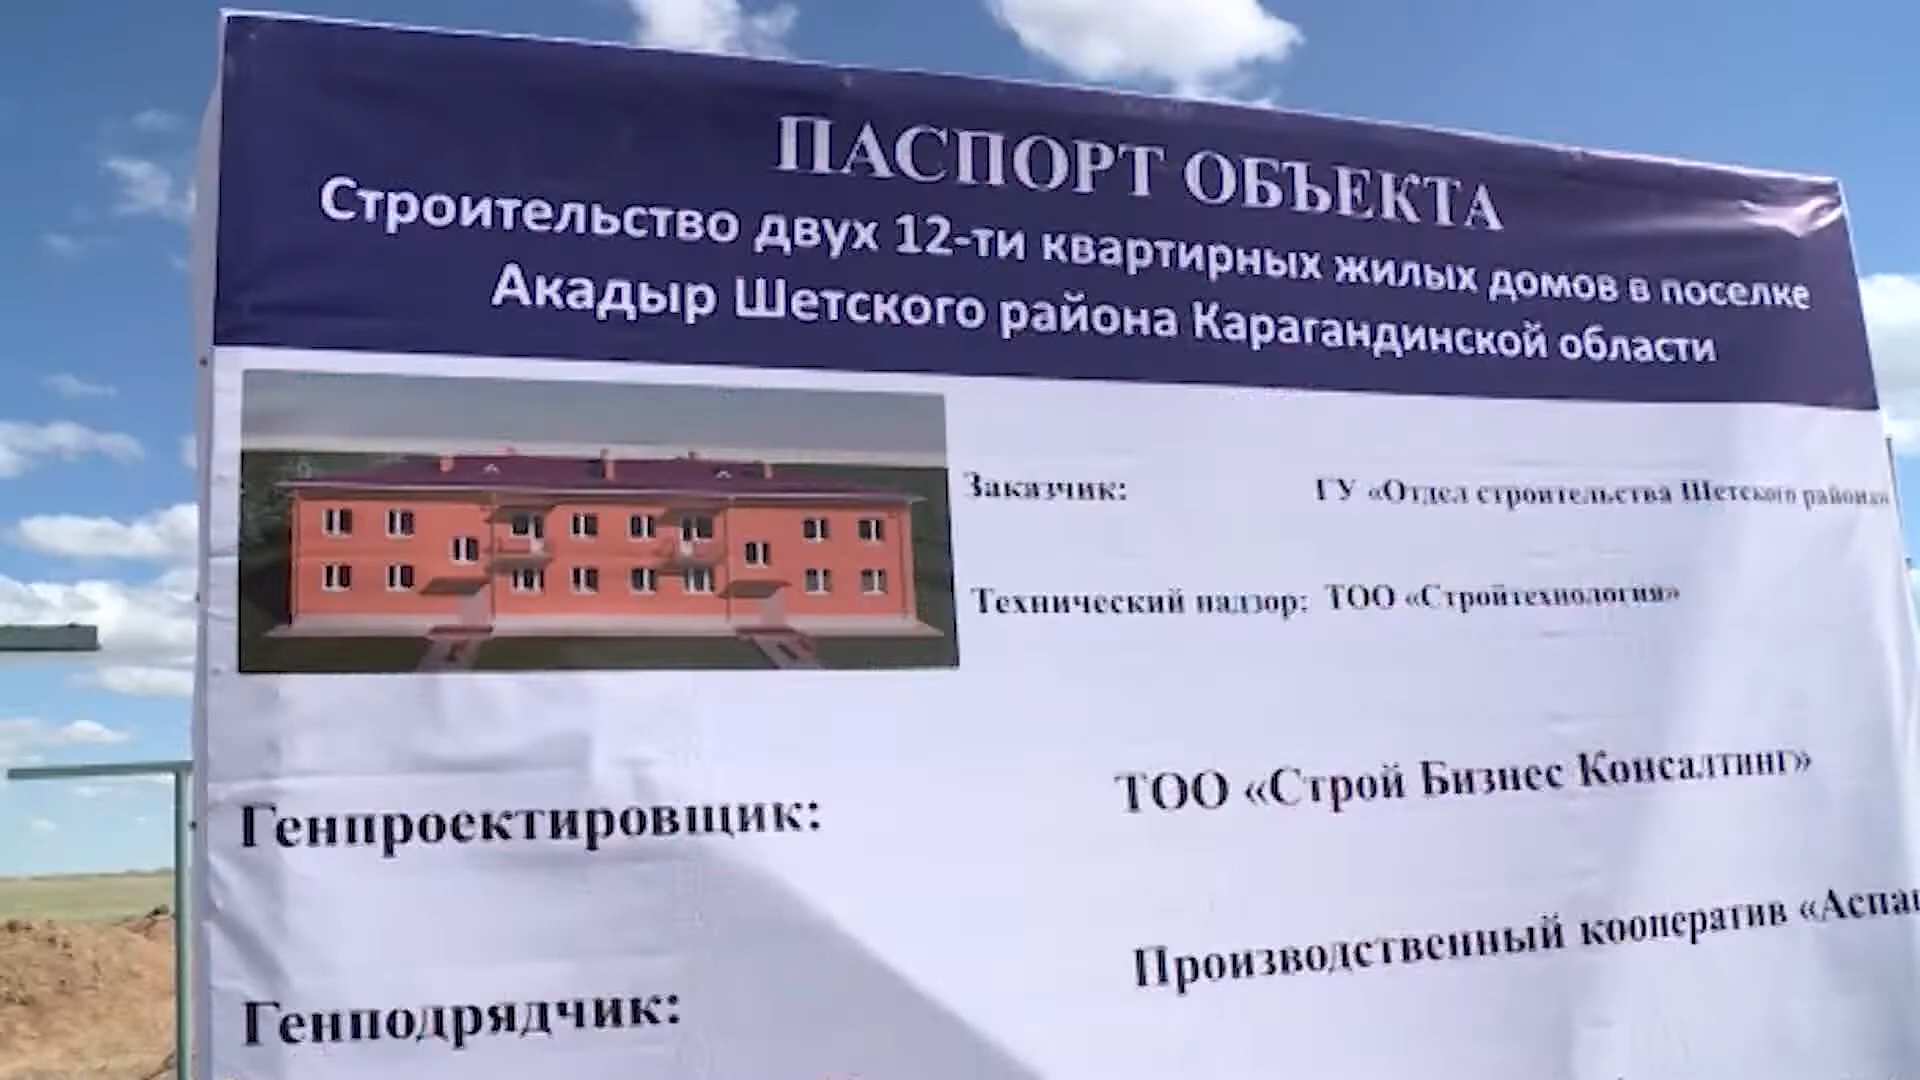 ПАСПОРТ ОБЪЕКТА
Строительство двух 12-ти квартирных жилых домов в поселке
Акадыр Шетского района Карагандинской области
Заказчик: ГУ «Отдел строительства Шетского района»
Технический надзор: ТОО «Стройтехнология»
Генпроектировщик: ТОО «Строй Бизнес Консалтинг»
Генподрядчик: Производственный кооператив